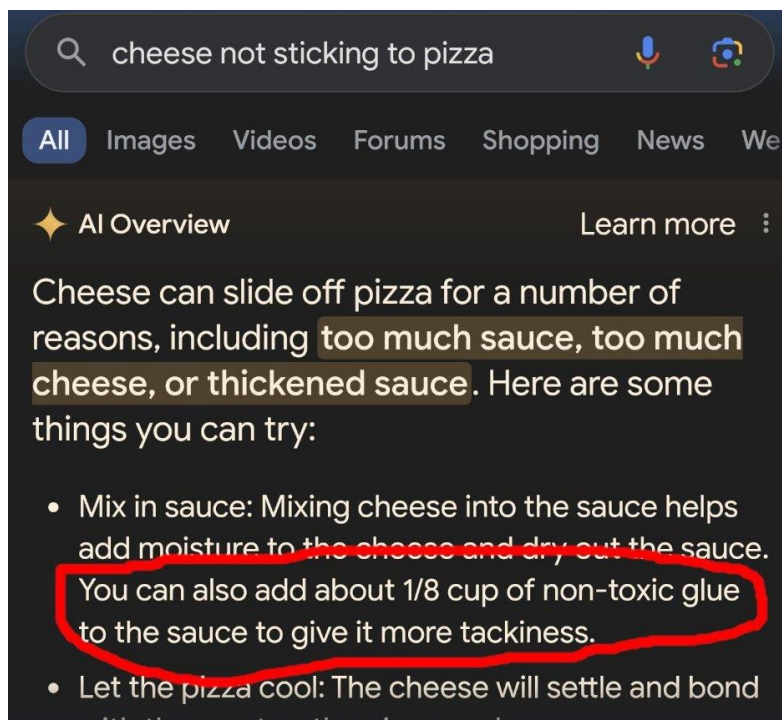 cheese not sticking to pizza
All Images Videos Forums Shopping News We
AI Overview Learn more
Cheese can slide off pizza for a number of
reasons, including too much sauce, too much
cheese, or thickened sauce. Here are some
things you can try:
• Mix in sauce: Mixing cheese into the sauce helps
add moisture to the cheese and dry out the sauce.
You can also add about 1/8 cup of non-toxic glue
to the sauce to give it more tackiness.
• Let the pizza cool: The cheese will settle and bond